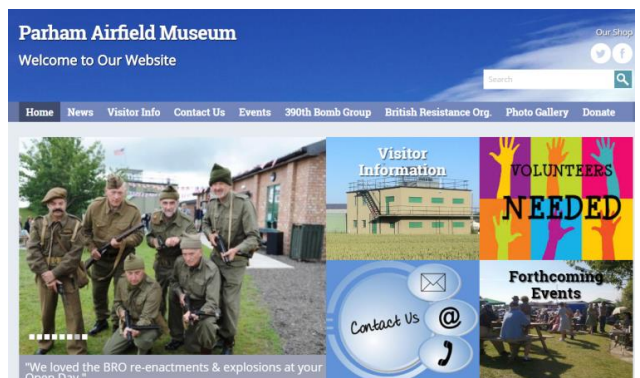 Parham Airfield Museum
Welcome to Our Website
Our Shop
Search
Home News Visitor Info Contact Us Events 390th Bomb Group British Resistance Org. Photo Gallery Donate
Visitor
Information
VOLUNTEERS
NEEDED
Contact Us
@
Forthcoming
Events
"We loved the BRO re-enactments & explosions at your
Open Day."